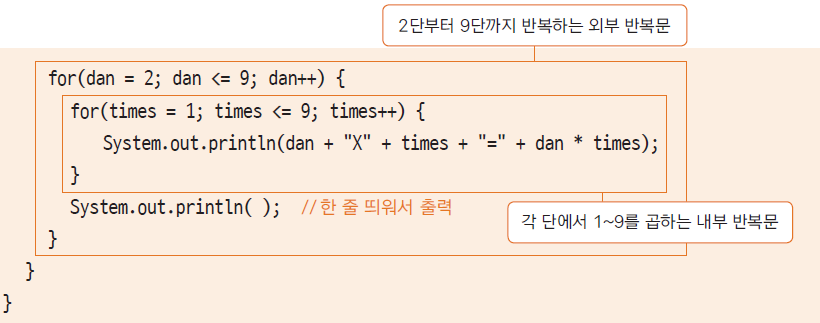 2단부터 9단까지 반복하는 외부 반복문
for(dan = 2; dan <= 9; dan++) {
for(times = 1; times <= 9; times++) {
System.out.println(dan + "X" + times + "=" + dan * times);
}
System.out.println( ); //한 줄 띄워서 출력
각 단에서 1~9를 곱하는 내부 반복문
}
}
}